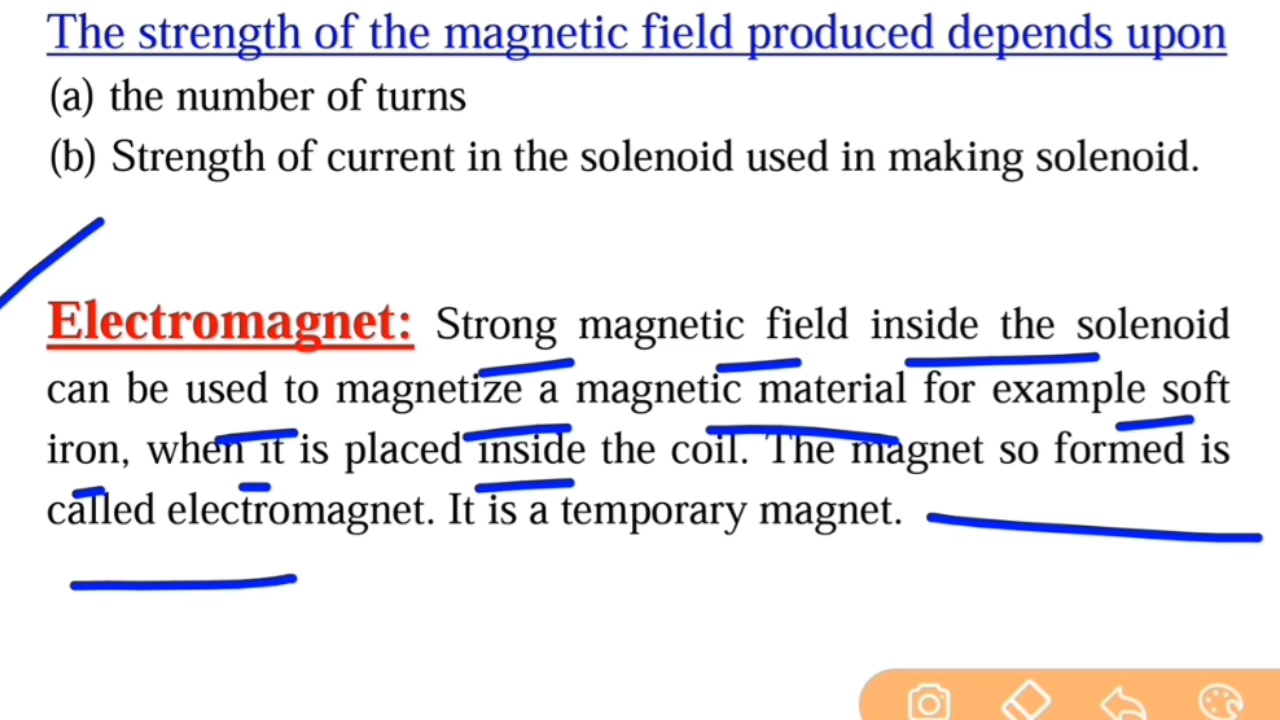 The strength of the magnetic field produced depends upon
(a) the number of turns
(b) Strength of current in the solenoid used in making solenoid.
Electromagnet: Strong magnetic field inside the solenoid
can be used to magnetize a magnetic material for example soft
iron, when it is placed inside the coil. The magnet so formed is
called electromagnet. It is a temporary magnet.